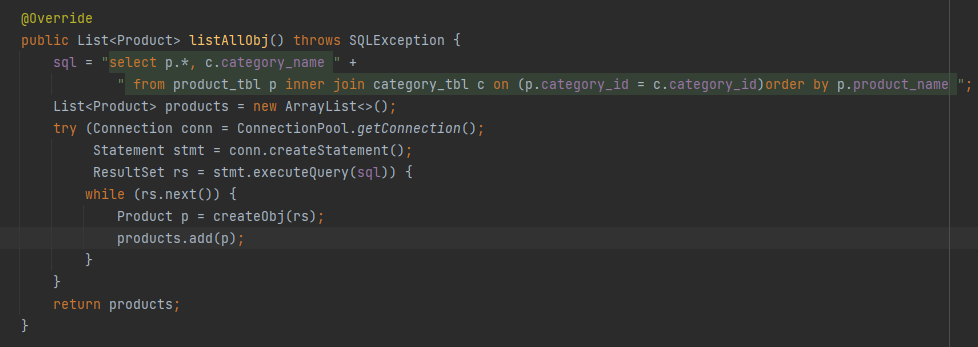 @Override
public List<Product> listAllObj() throws SQLException {
sql = "select p.*, c.category_name " +
" from product_tbl p inner join category_tbl c on (p.category_id = c.category_id)order by p.product_name ";
List<Product> products = new ArrayList<>();
try (Connection conn = ConnectionPool.getConnection();
Statement stmt = conn.createStatement();
ResultSet rs = stmt.executeQuery(sql)) {
while (rs.next()) {
Product p = createObj(rs);
products.add(p);
}
}
return products;
}